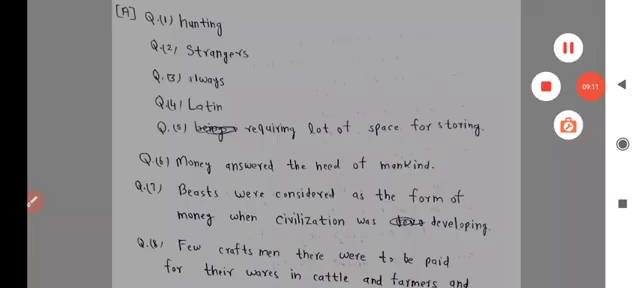 [A] Q.(1) hunting
Q.(2) Strangers
Q.(3) always
Q.(4) Latin
Q.(5) requiring lot of space for storing.
Q.(6) Money answered the need of mankind.
Q.(7) Beasts were considered as the form of
money when civilization was developing.
Q.(8) Few crafts men there were to be paid
for their wares in cattle and farmers and
09:11